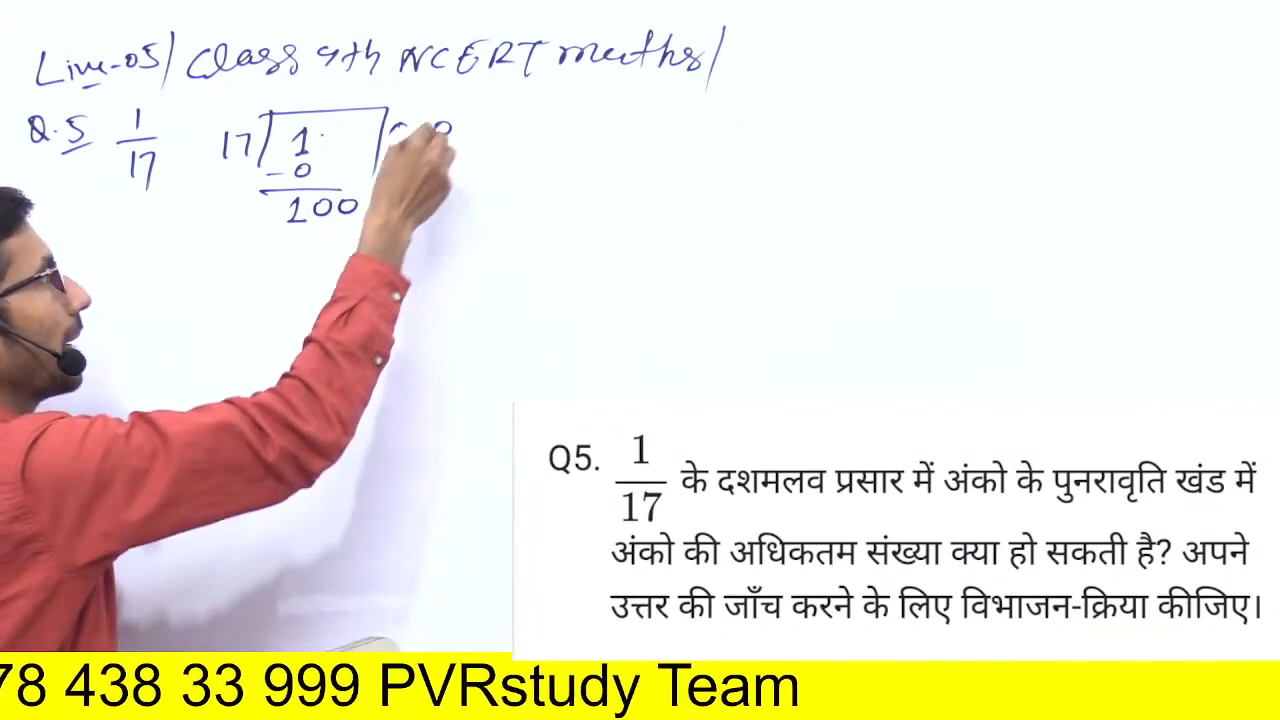 Live-05/ Class 9th NCERT maths/
Q.5 1/17 17 1.
-0
100
Q5. 1/17 के दशमलव प्रसार में अंको के पुनरावृति खंड में
अंको की अधिकतम संख्या क्या हो सकती है? अपने
उत्तर की जाँच करने के लिए विभाजन-क्रिया कीजिए।
78 438 33 999 PVRstudy Team